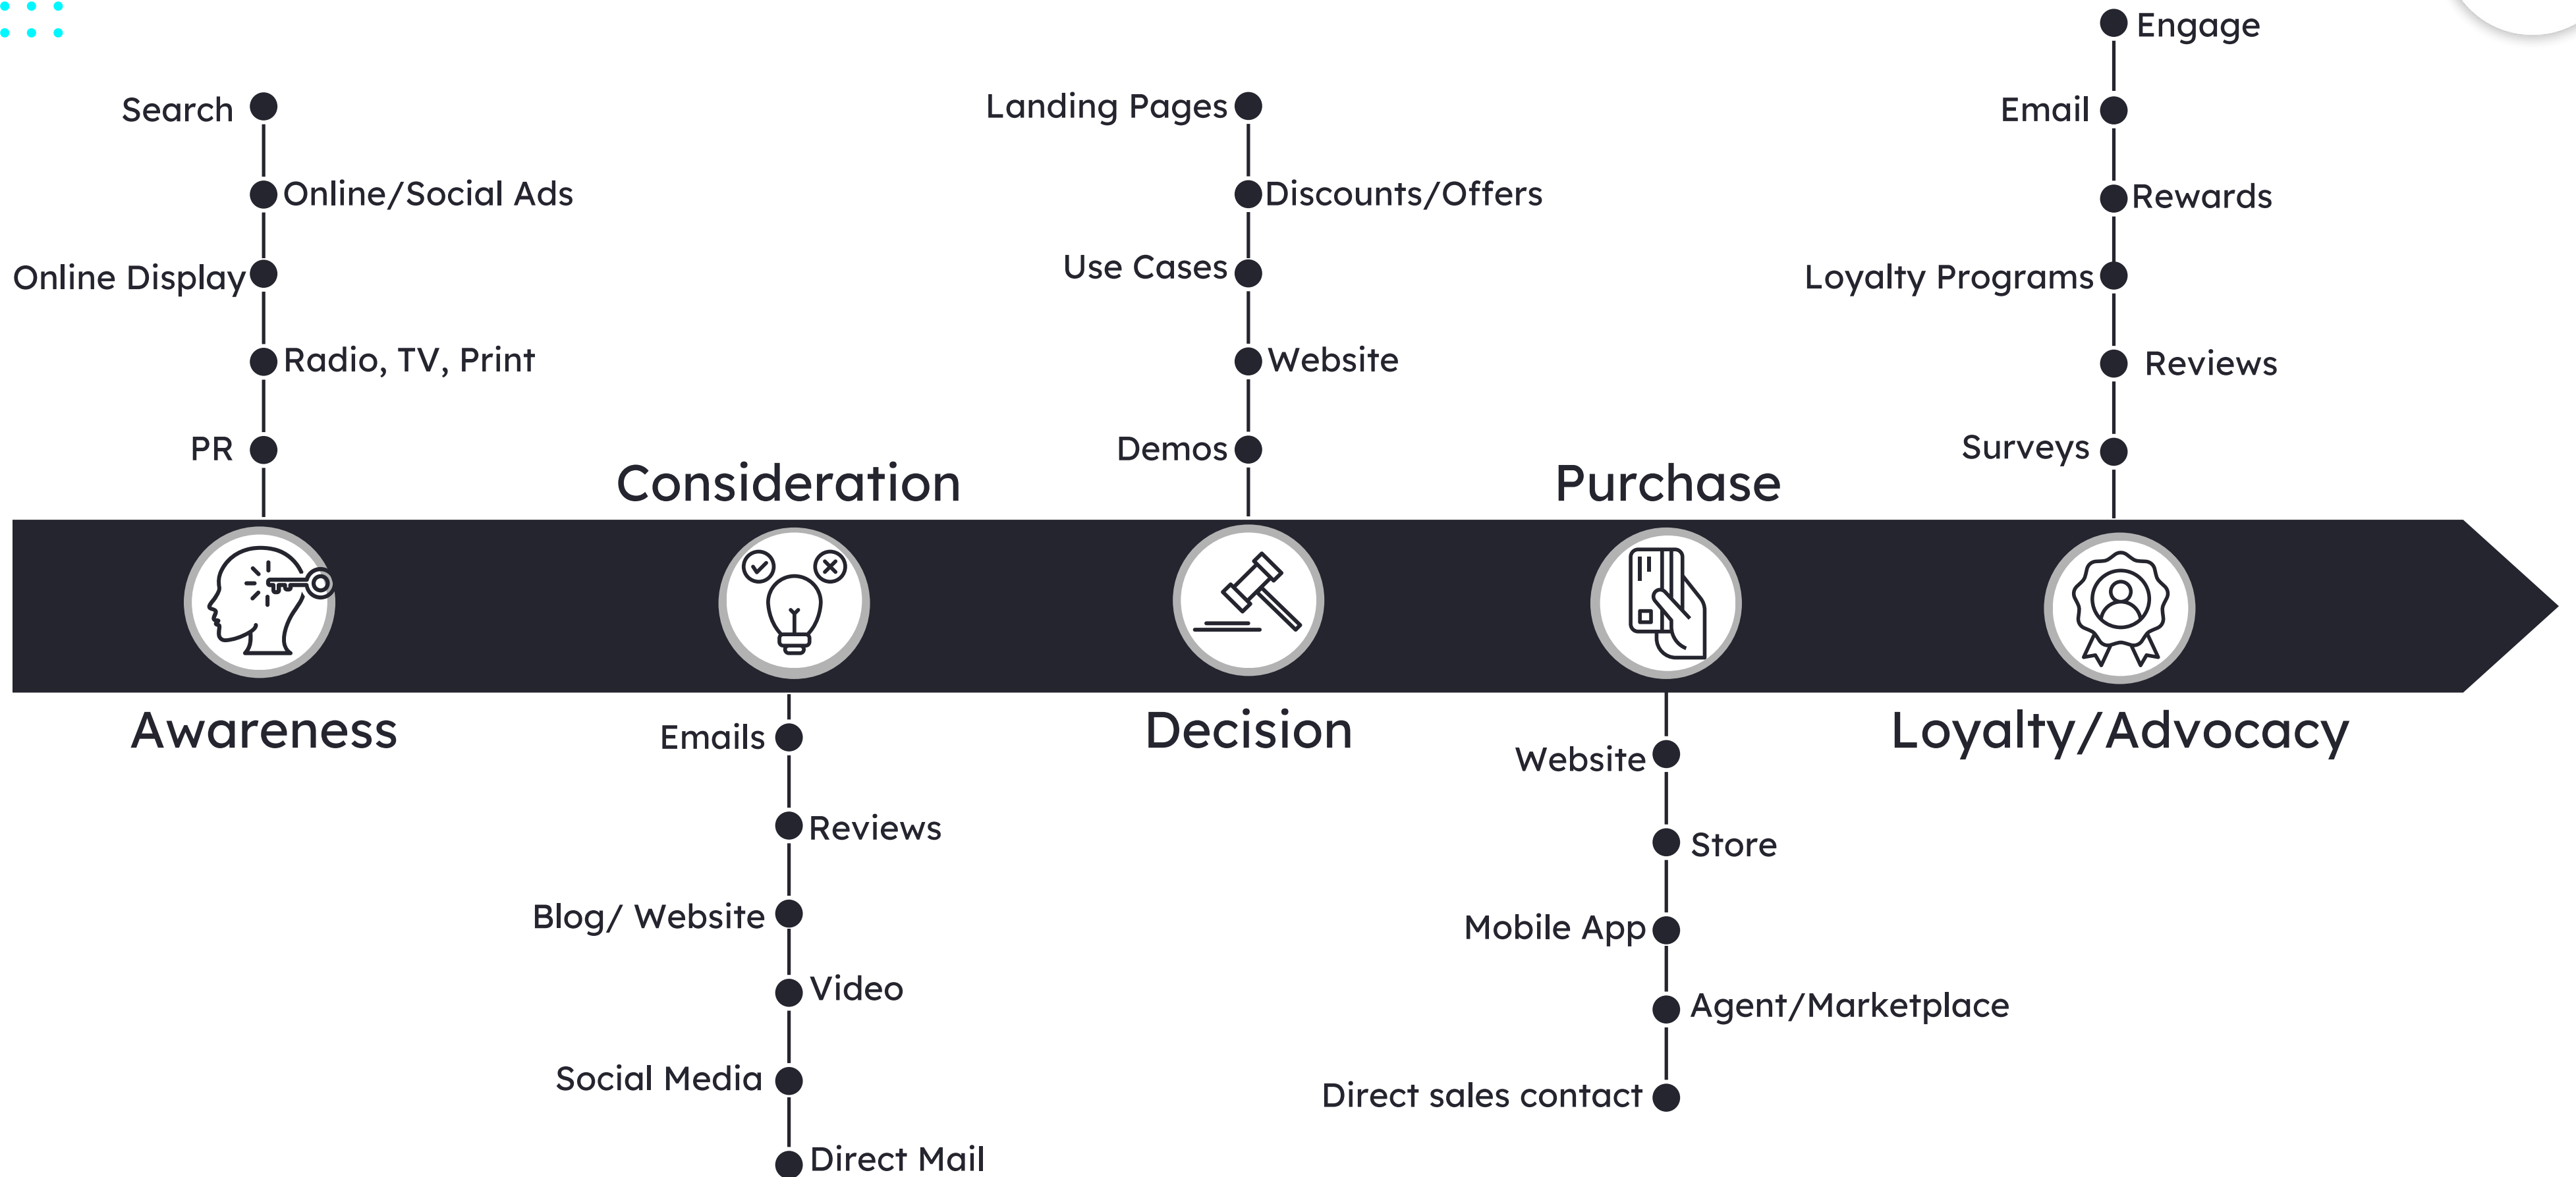 Search
Online/Social Ads
Online Display
Radio, TV, Print
PR
Awareness
Consideration
Emails
Reviews
Blog/ Website
Video
Social Media
Direct Mail
Landing Pages
Discounts/Offers
Use Cases
Website
Demos
Decision
Purchase
Website
Store
Mobile App
Agent/Marketplace
Direct sales contact
Engage
Email
Rewards
Loyalty Programs
Reviews
Surveys
Loyalty/Advocacy